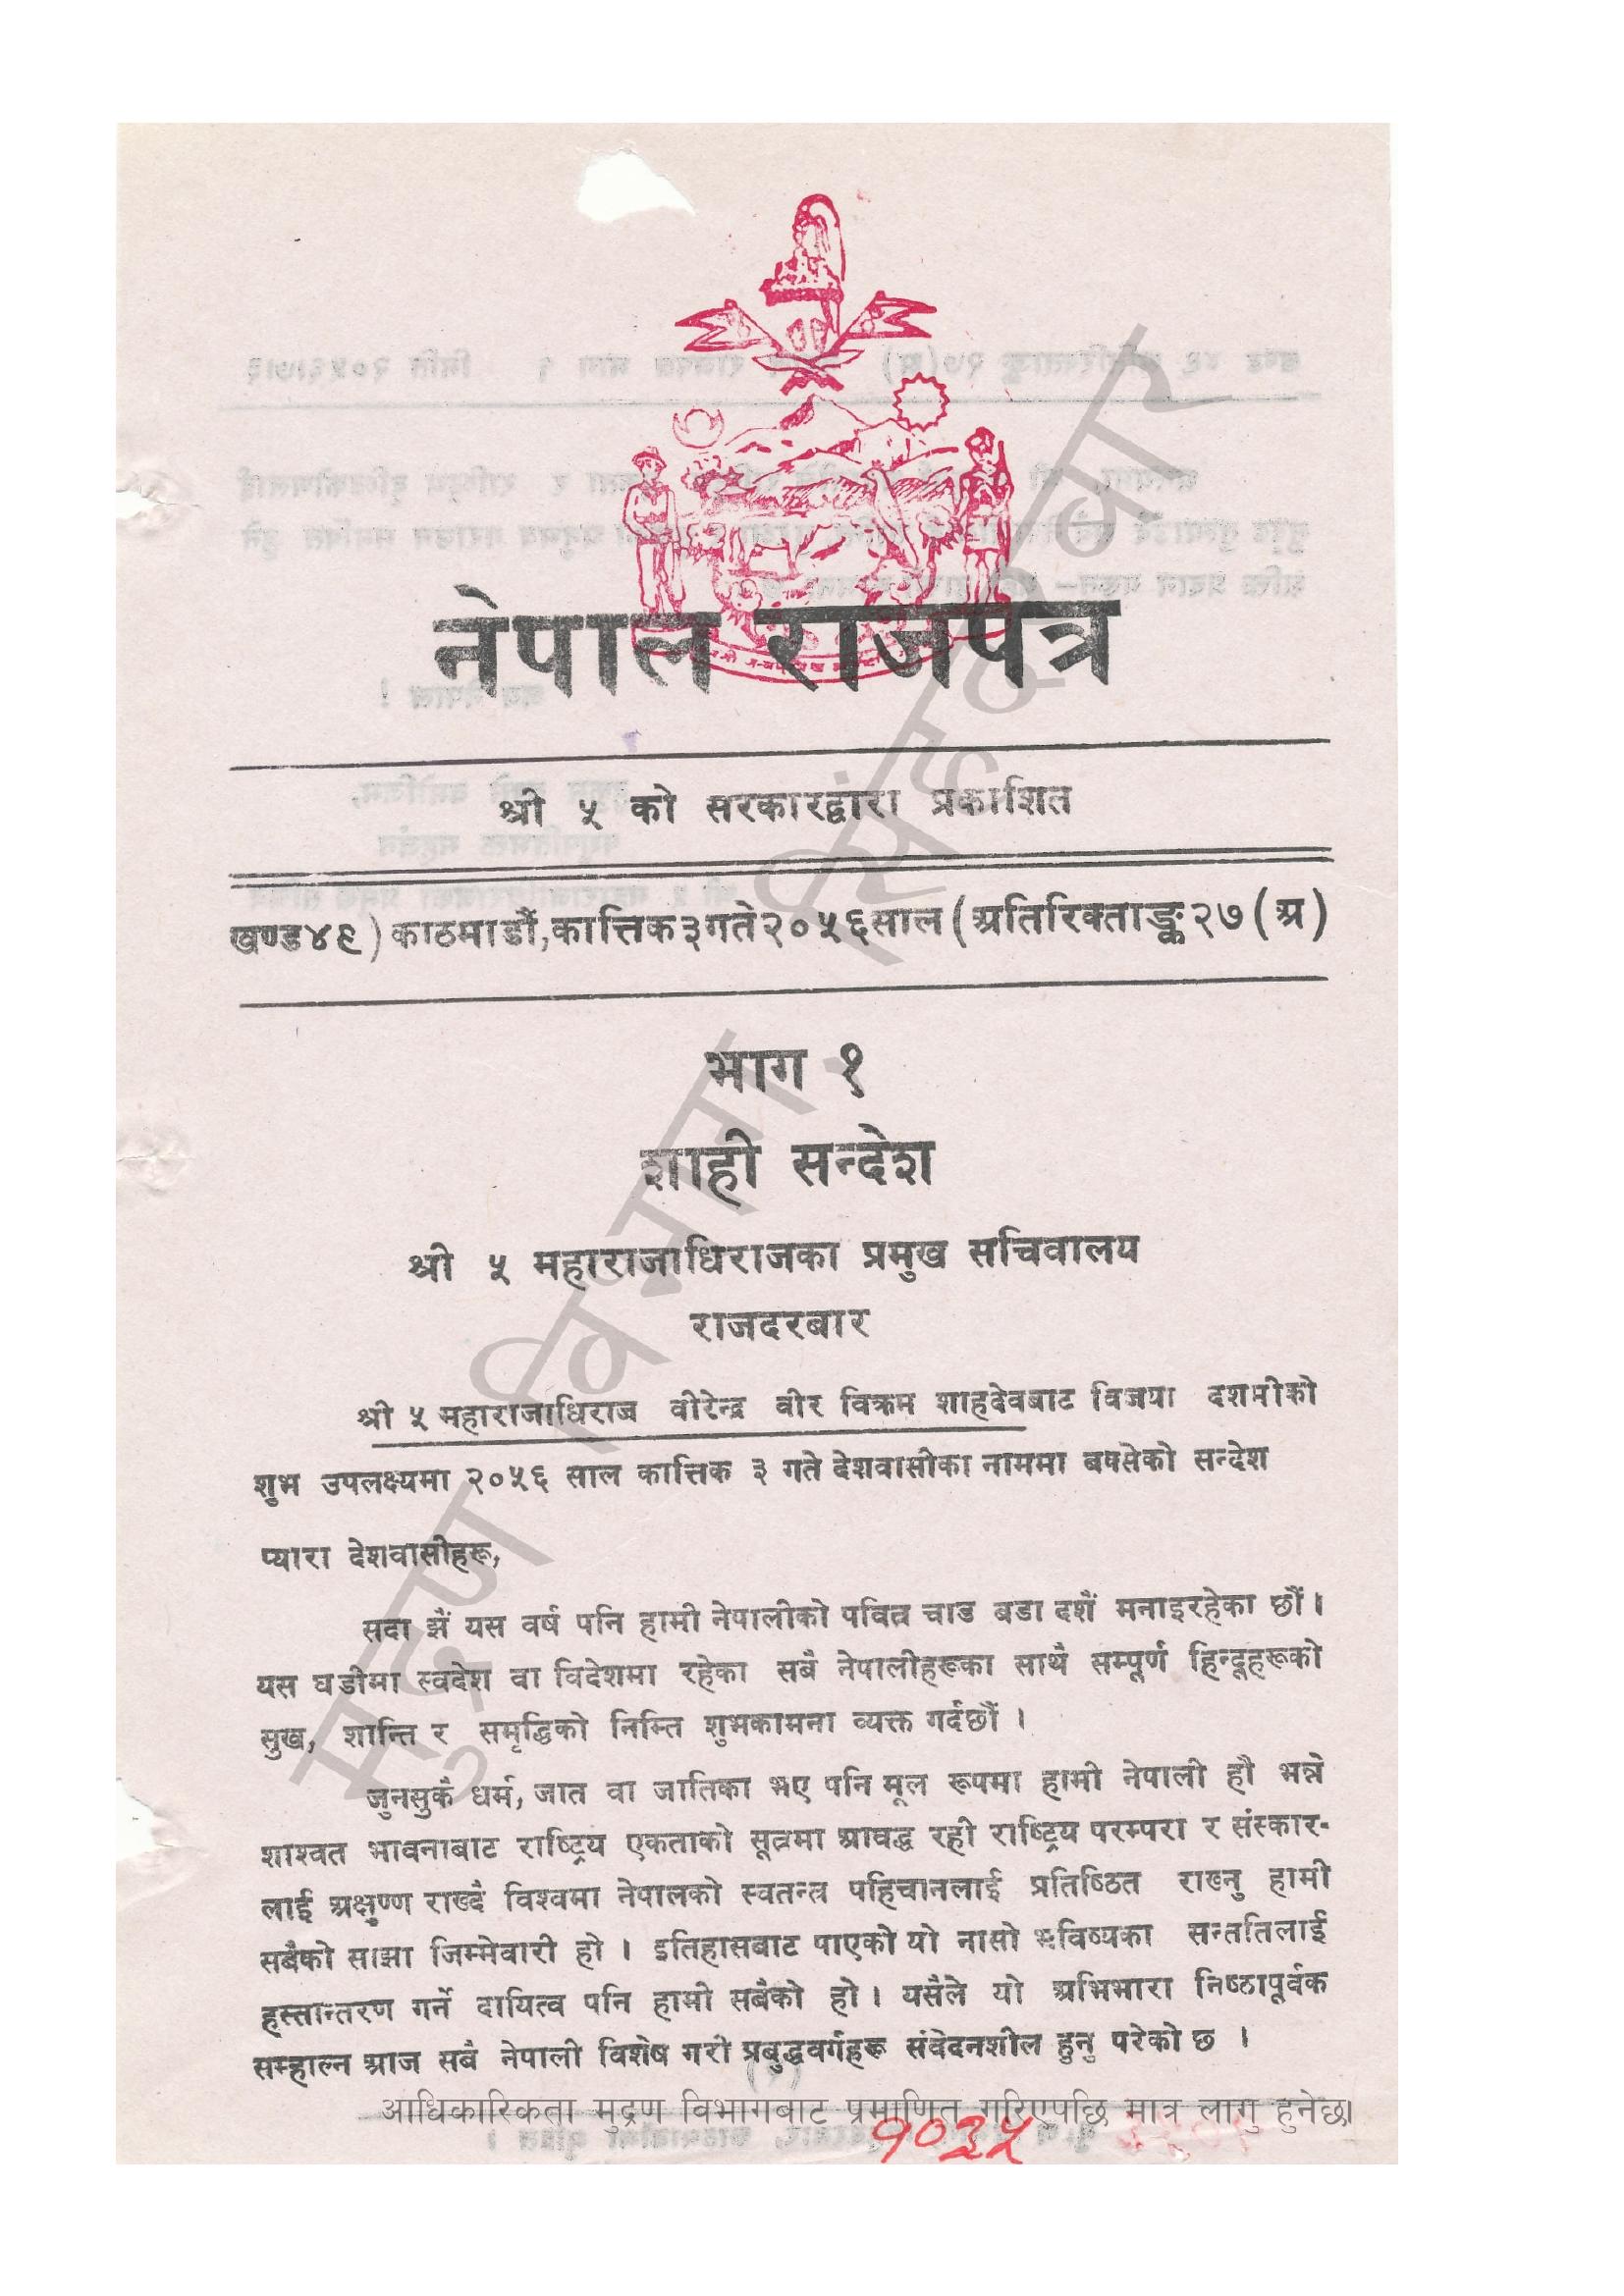 नेपाल राजपत्र
श्री ५ को सरकारद्वारा प्रकाशित
खण्ड ४९) काठमाडौं, कात्तिक ३ गते २०५६ साल (अतिरिक्ताङ्क २७ (अ)
भाग १
शाही सन्देश
श्री ५ महाराजाधिराजका प्रमुख सचिवालय
राजदरबार
श्री ५ महाराजाधिराज वीरेन्द्र वीर विक्रम शाहदेवबाट विजया दशमीको
शुभ उपलक्ष्यमा २०५६ साल कात्तिक ३ गते देशवासीका नाममा बक्सेको सन्देश
प्यारा देशवासीहरू,
सदा झैं यस वर्ष पनि हामी नेपालीको पवित्र चाड बडा दशैं मनाइरहेका छौं।
यस घडीमा स्वदेश वा विदेशमा रहेका सबै नेपालीहरूका साथै सम्पूर्ण हिन्दूहरूको
सुख, शान्ति र समृद्धिको निम्ति शुभकामना व्यक्त गर्दछौं ।
जुनसुकै धर्म, जात वा जातिका भए पनि मूल रूपमा हामी नेपाली हौ भन्ने
शाश्वत भावनाबाट राष्ट्रिय एकताको सूत्रमा आवद्ध रही राष्ट्रिय परम्परा र संस्कार-
लाई अक्षुण्ण राख्दै विश्वमा नेपालको स्वतन्त्र पहिचानलाई प्रतिष्ठित राख्नु हामी
सबैको साझा जिम्मेवारी हो । इतिहासबाट पाएको यो नासो भविष्यका सन्ततिलाई
हस्तान्तरण गर्ने दायित्व पनि हामी सबैको हो । यसैले यो अभिभारा निष्ठापूर्वक
सम्हाल्न आज सबै नेपाली विशेष गरी प्रबुद्धवर्गहरू संवेदनशील हुनु परेको छ ।
आधिकारिकता मुद्रण विभागबाट प्रमाणित गरिएपछि मात्र लागु हुनेछ।
१०३५
मुद्रण विभाग, सिंहदरबार